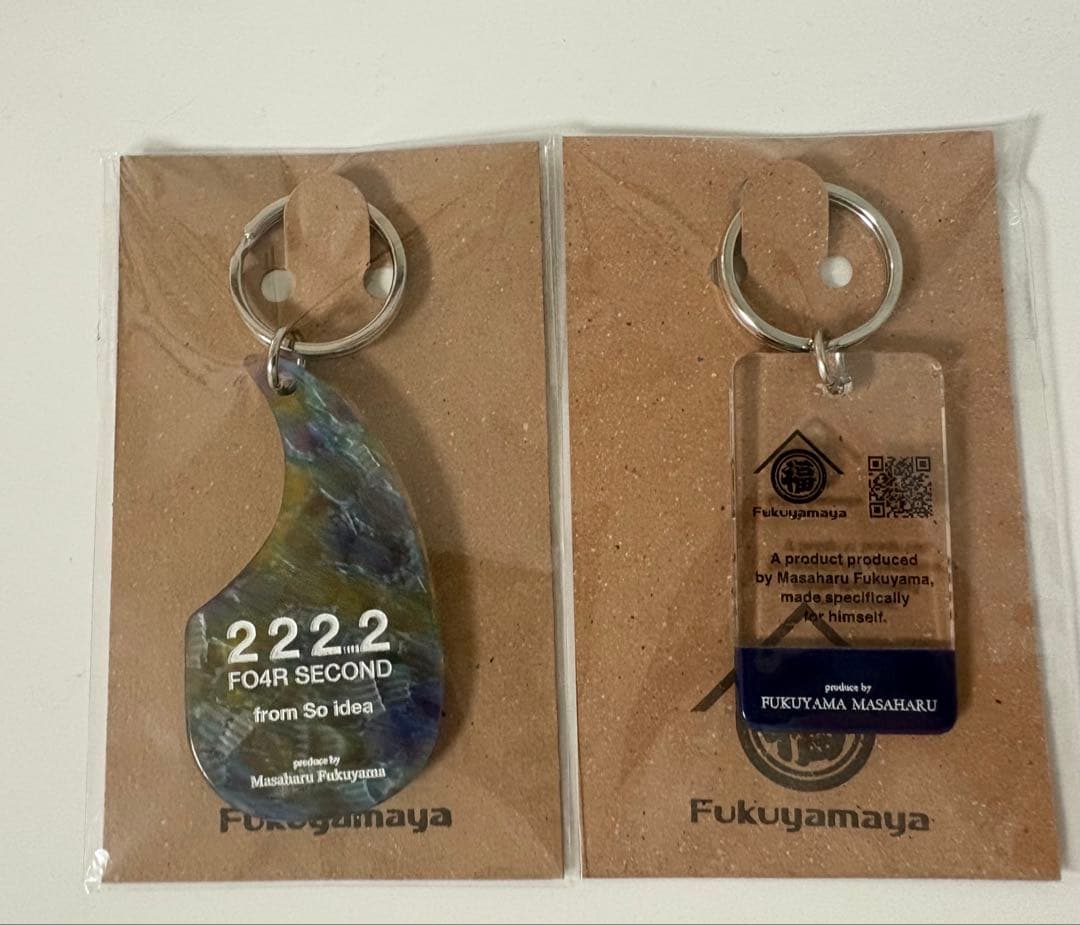 2222
FO4R SECOND
from So idea
produce by
Masaharu Fukuyama
Fukuyamaya
福
Fukuyamaya
A product produced
by Masaharu Fukuyama,
made specifically
for himself.
produce by
FUKUYAMA MASAHARU
福
Fukuyamaya